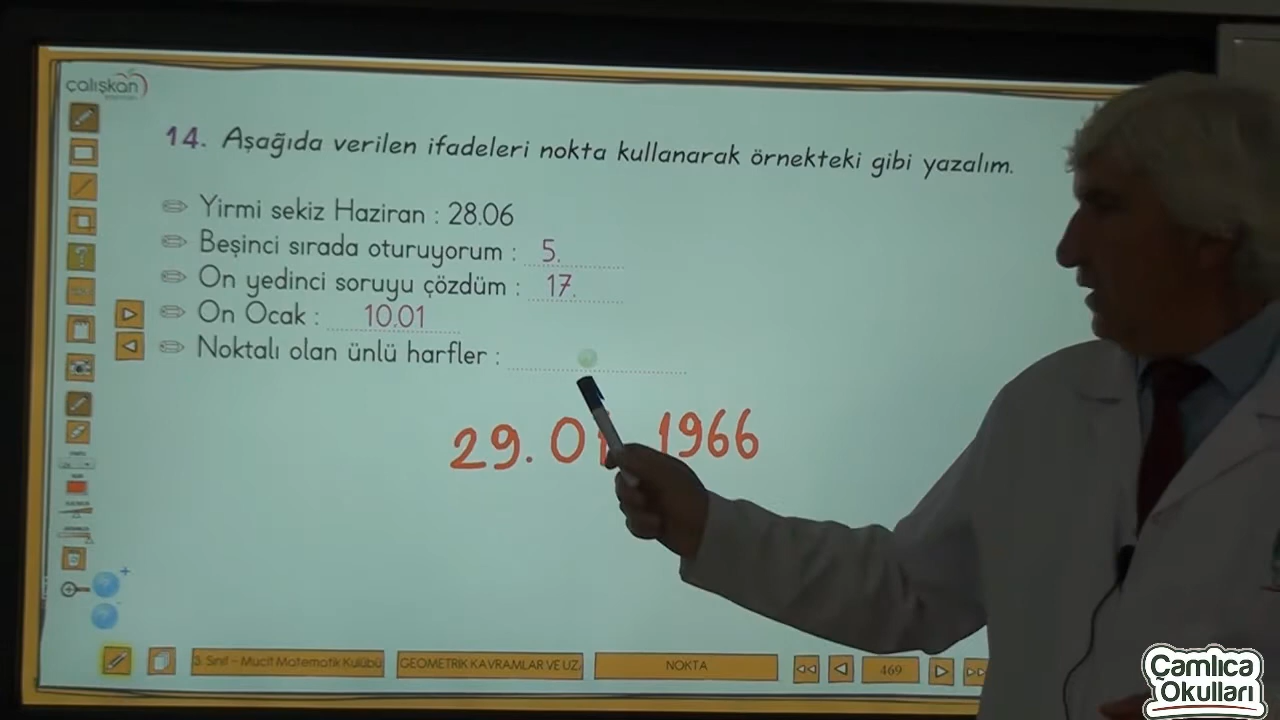 çalışkan
14. Aşağıda verilen ifadeleri nokta kullanarak örnekteki gibi yazalım.
Yirmi sekiz Haziran : 28.06
Beşinci sırada oturuyorum : 5.
On yedinci soruyu çözdüm : 17.
On Ocak : 10.01
Noktalı olan ünlü harfler :
29. 01 1966
3. Sınıf - Mucit Matematik Kulübü
GEOMETRİK KAVRAMLAR VE UZ
NOKTA
469
Çamlıca
Okulları